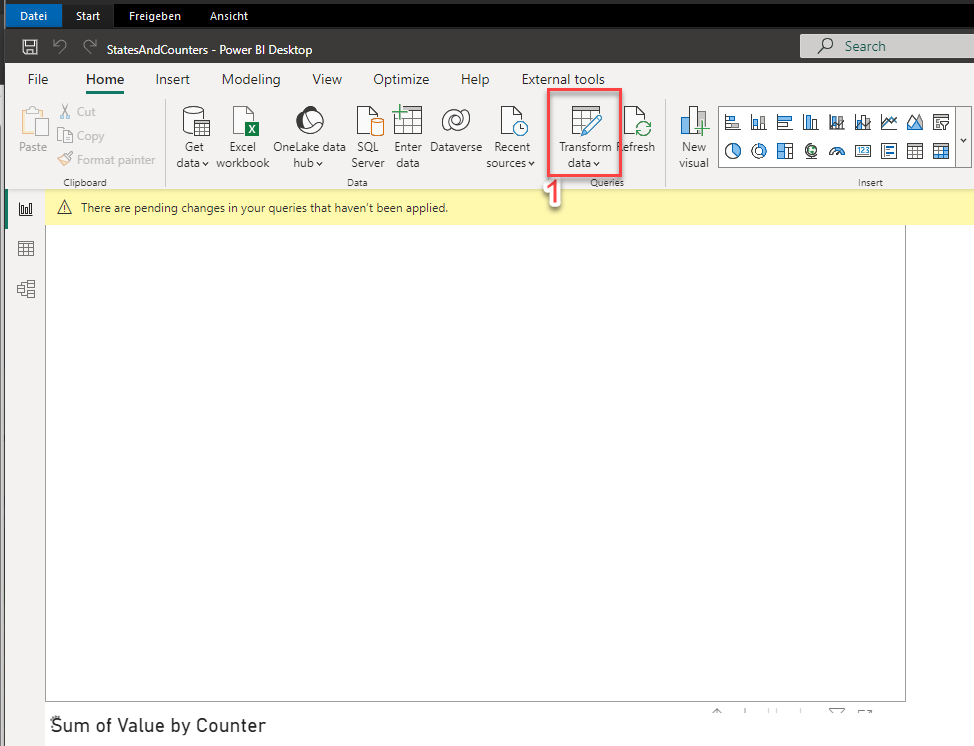 Datei Start Freigeben Ansicht
StatesAndCounters - Power BI Desktop Search
File Home Insert Modeling View Optimize Help External tools
Paste
Cut
Copy
Format painter
Clipboard
Get data
Excel workbook
OneLake data hub
SQL Server
Enter data
Dataverse
Recent sources
Data
Transform data
efresh
Queries
New visual
123
Insert
1
There are pending changes in your queries that haven't been applied.
Sum of Value by Counter